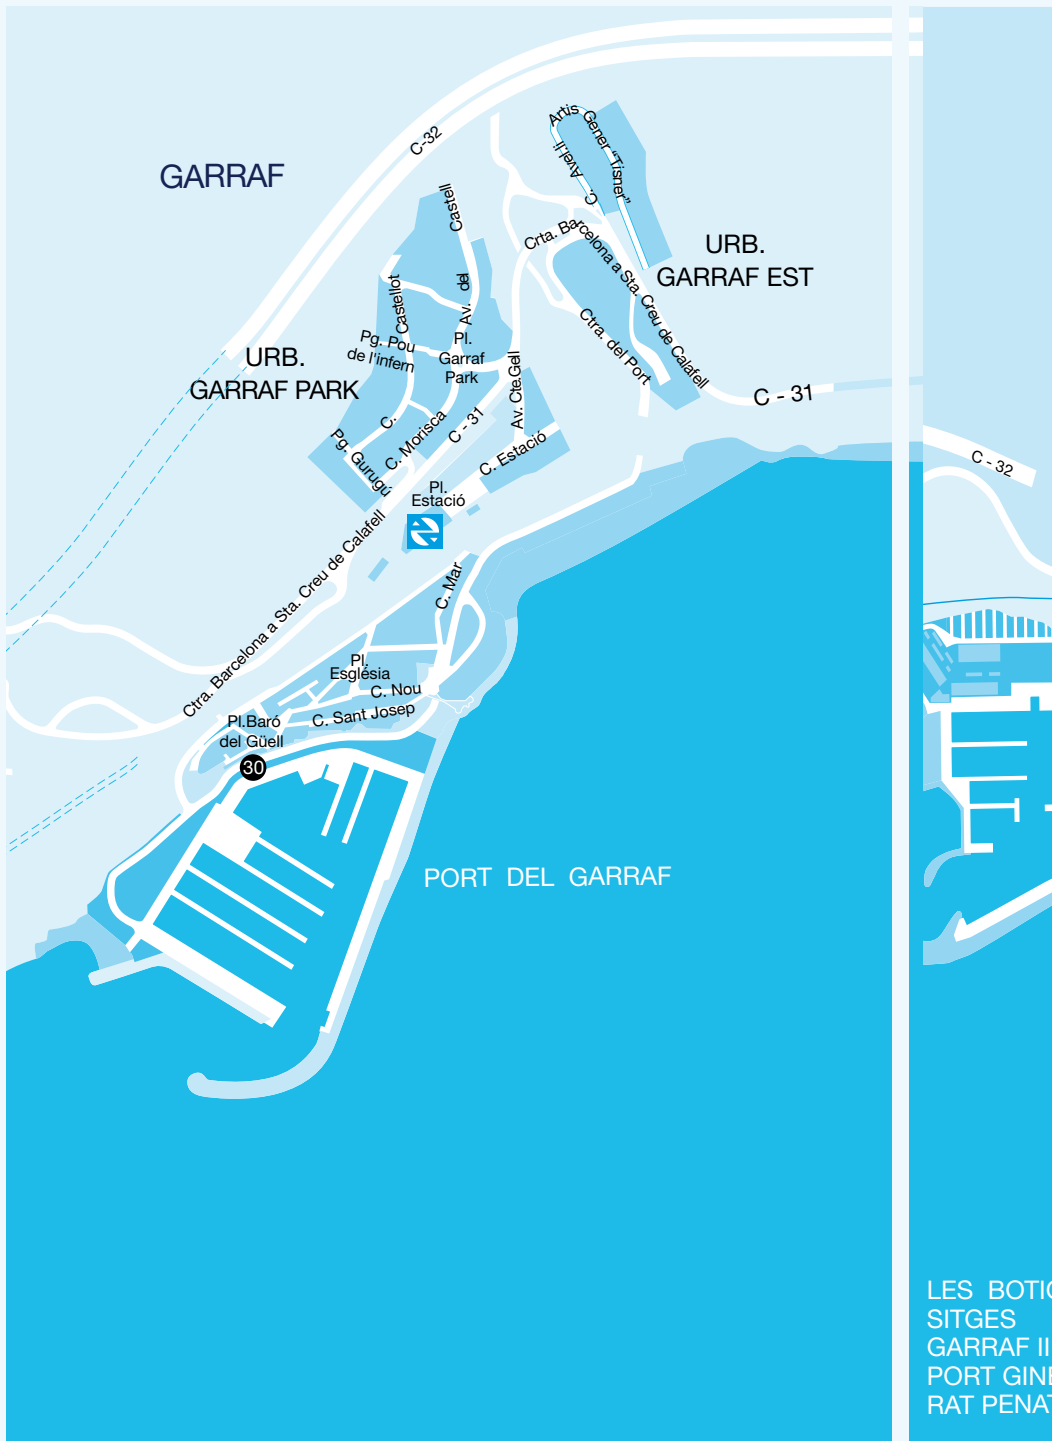 GARRAF
C-32
C. Avel.lí
Artis Gener "Tisner"
URB.
GARRAF EST
Av. del Castell
Crta. Barcelona a Sta. Creu de Calafell
Ctra. del Port
C - 31
C. Castellot
Pg. Pou
de l'infern
Pl.
Garraf
Park
URB.
GARRAF PARK
Av. Cte.Gell
C - 31
C. Morisca
Pg. Gurugú
C. Estació
Pl.
Estació
Ctra. Barcelona a Sta. Creu de Calafell
C. Mar
Pl.
Església
C. Nou
C. Sant Josep
Pl.Baró
del Güell
30
PORT DEL GARRAF
C - 32
LES BOTIG
SITGES
GARRAF II
PORT GINE
RAT PENAT